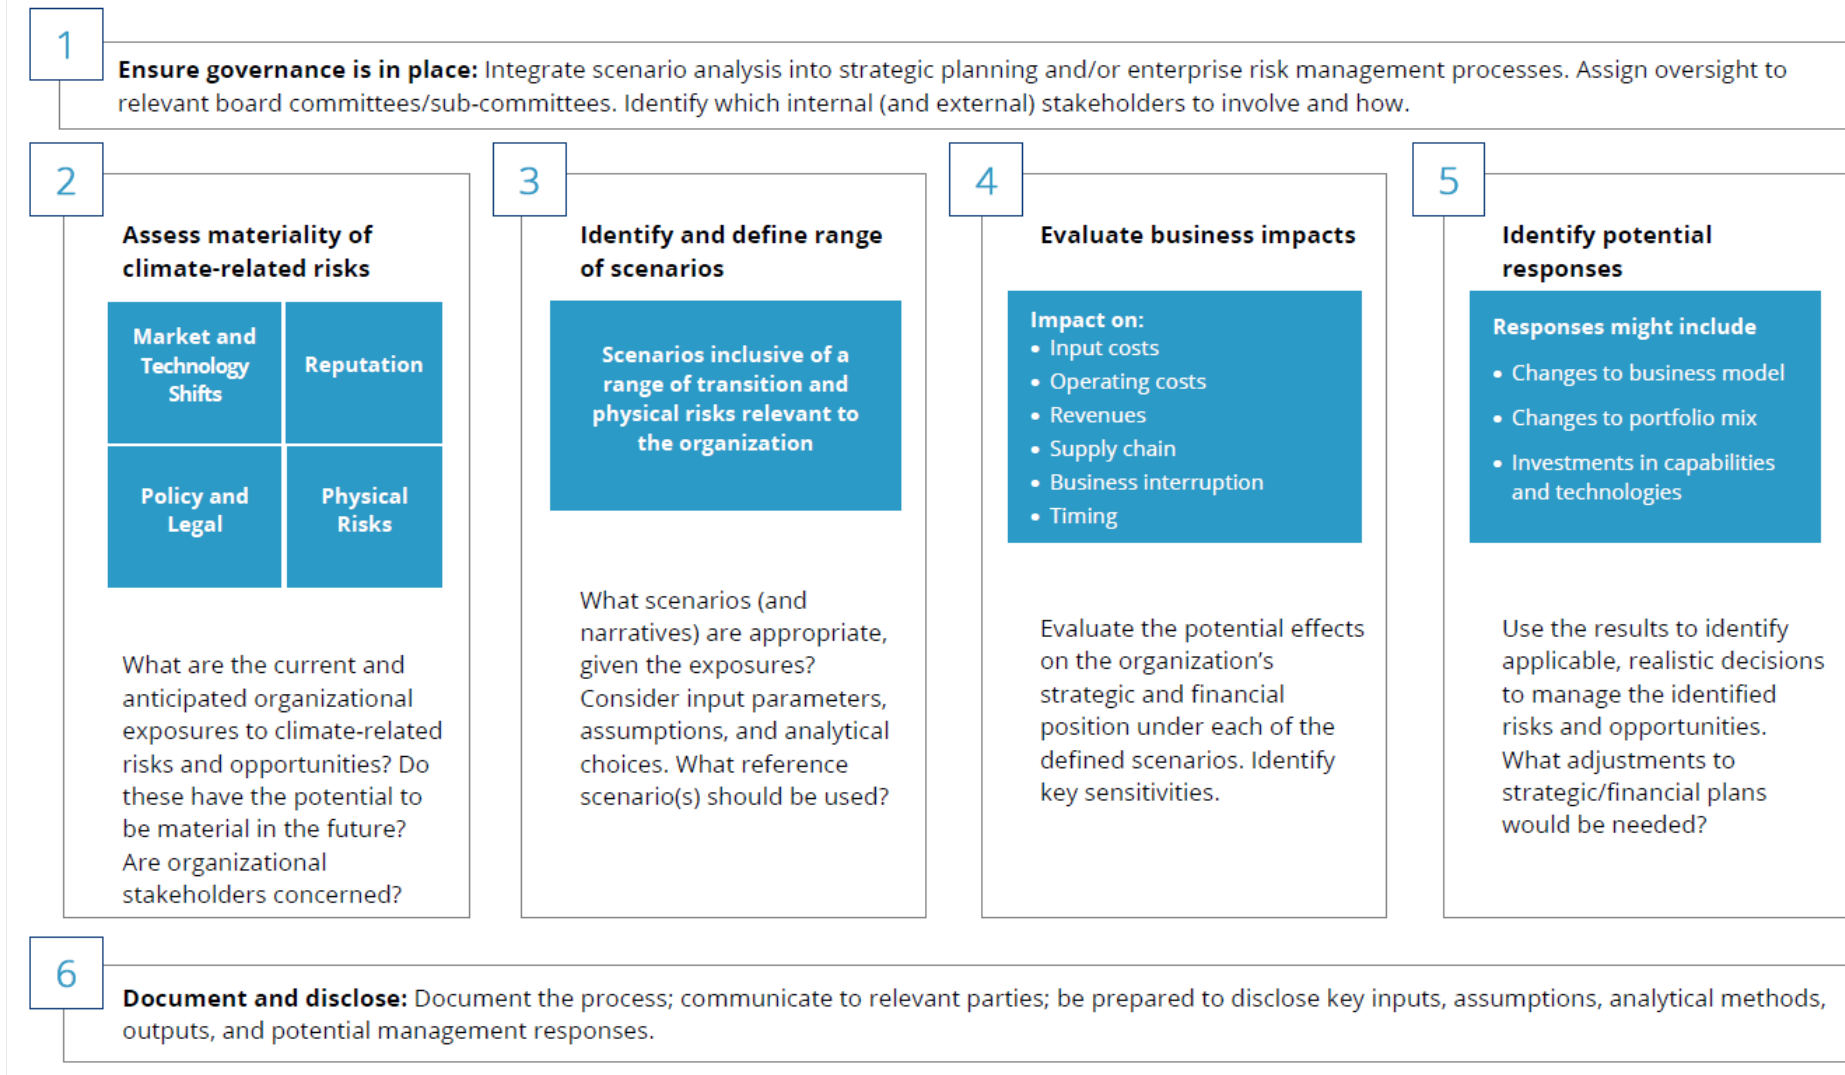 1
Ensure governance is in place: Integrate scenario analysis into strategic planning and/or enterprise risk management processes. Assign oversight to
relevant board committees/sub-committees. Identify which internal (and external) stakeholders to involve and how.
2
Assess materiality of
climate-related risks
Market and
Technology
Shifts
Reputation
Policy and
Legal
Physical
Risks
What are the current and
anticipated organizational
exposures to climate-related
risks and opportunities? Do
these have the potential to
be material in the future?
Are organizational
stakeholders concerned?
3
Identify and define range
of scenarios
Scenarios inclusive of a
range of transition and
physical risks relevant to
the organization
What scenarios (and
narratives) are appropriate,
given the exposures?
Consider input parameters,
assumptions, and analytical
choices. What reference
scenario(s) should be used?
4
Evaluate business impacts
Impact on:
• Input costs
• Operating costs
• Revenues
• Supply chain
• Business interruption
• Timing
Evaluate the potential effects
on the organization’s
strategic and financial
position under each of the
defined scenarios. Identify
key sensitivities.
5
Identify potential
responses
Responses might include
• Changes to business model
• Changes to portfolio mix
• Investments in capabilities
and technologies
Use the results to identify
applicable, realistic decisions
to manage the identified
risks and opportunities.
What adjustments to
strategic/financial plans
would be needed?
6
Document and disclose: Document the process; communicate to relevant parties; be prepared to disclose key inputs, assumptions, analytical methods,
outputs, and potential management responses.